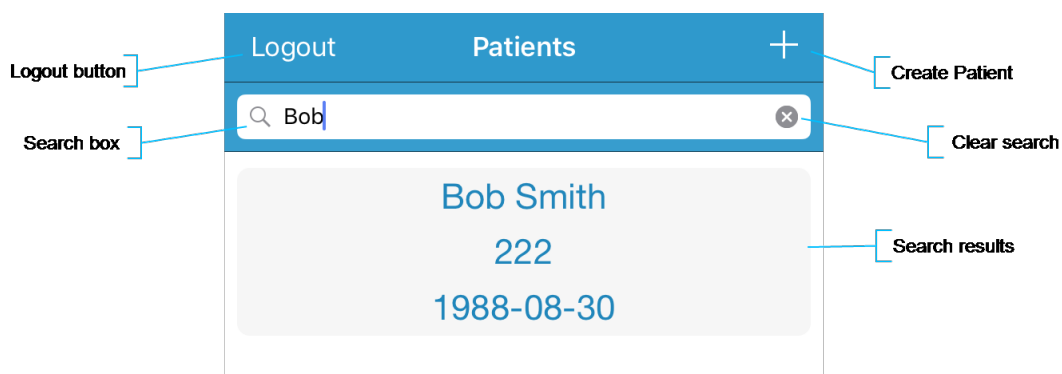 Logout
Patients
+
Logout button
Create Patient
Bob
Search box
Clear search
Bob Smith
222
1988-08-30
Search results